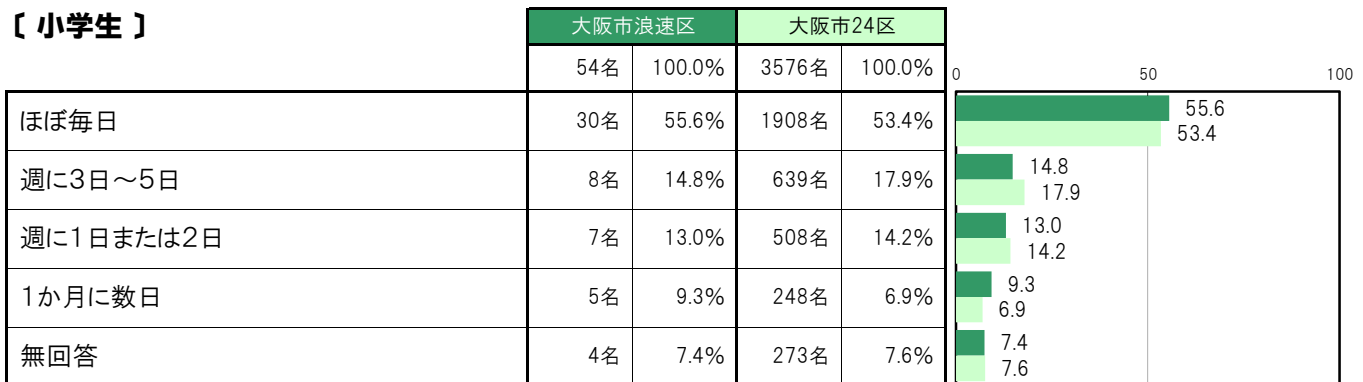 〔 小学生 〕
大阪市浪速区 大阪市24区
54名 100.0% 3576名 100.0%
0 50 100
ほぼ毎日 30名 55.6% 1908名 53.4%
55.6
53.4
週に3日～5日 8名 14.8% 639名 17.9%
14.8
17.9
週に1日または2日 7名 13.0% 508名 14.2%
13.0
14.2
1か月に数日 5名 9.3% 248名 6.9%
9.3
6.9
無回答 4名 7.4% 273名 7.6%
7.4
7.6